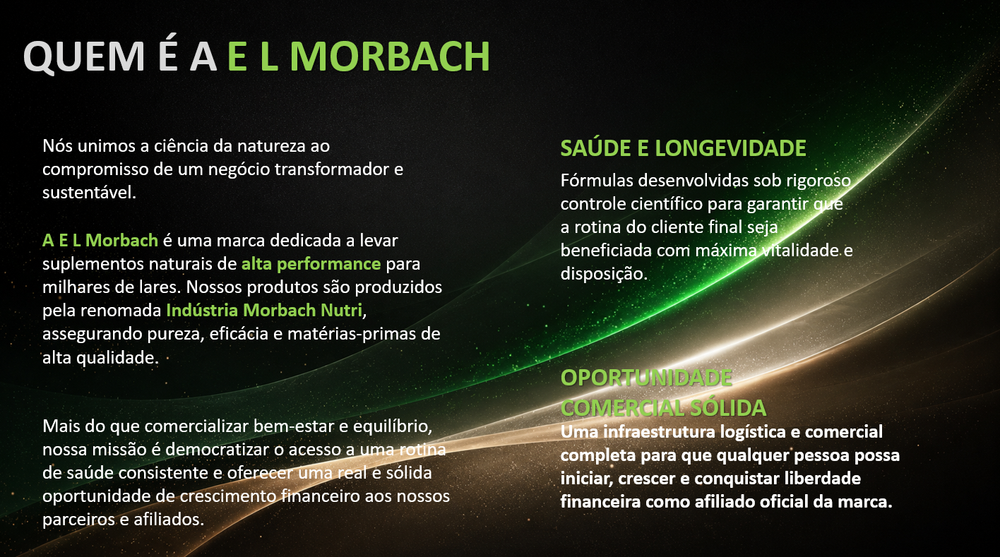 QUEM É A E L MORBACH
Nós unimos a ciência da natureza ao
compromisso de um negócio transformador e
sustentável.
A E L Morbach é uma marca dedicada a levar
suplementos naturais de alta performance para
milhares de lares. Nossos produtos são produzidos
pela renomada Indústria Morbach Nutri,
assegurando pureza, eficácia e matérias-primas de
alta qualidade.
Mais do que comercializar bem-estar e equilíbrio,
nossa missão é democratizar o acesso a uma rotina
de saúde consistente e oferecer uma real e sólida
oportunidade de crescimento financeiro aos nossos
parceiros e afiliados.
SAÚDE E LONGEVIDADE
Fórmulas desenvolvidas sob rigoroso
controle científico para garantir que
a rotina do cliente final seja
beneficiada com máxima vitalidade e
disposição.
OPORTUNIDADE
COMERCIAL SÓLIDA
Uma infraestrutura logística e comercial
completa para que qualquer pessoa possa
iniciar, crescer e conquistar liberdade
financeira como afiliado oficial da marca.